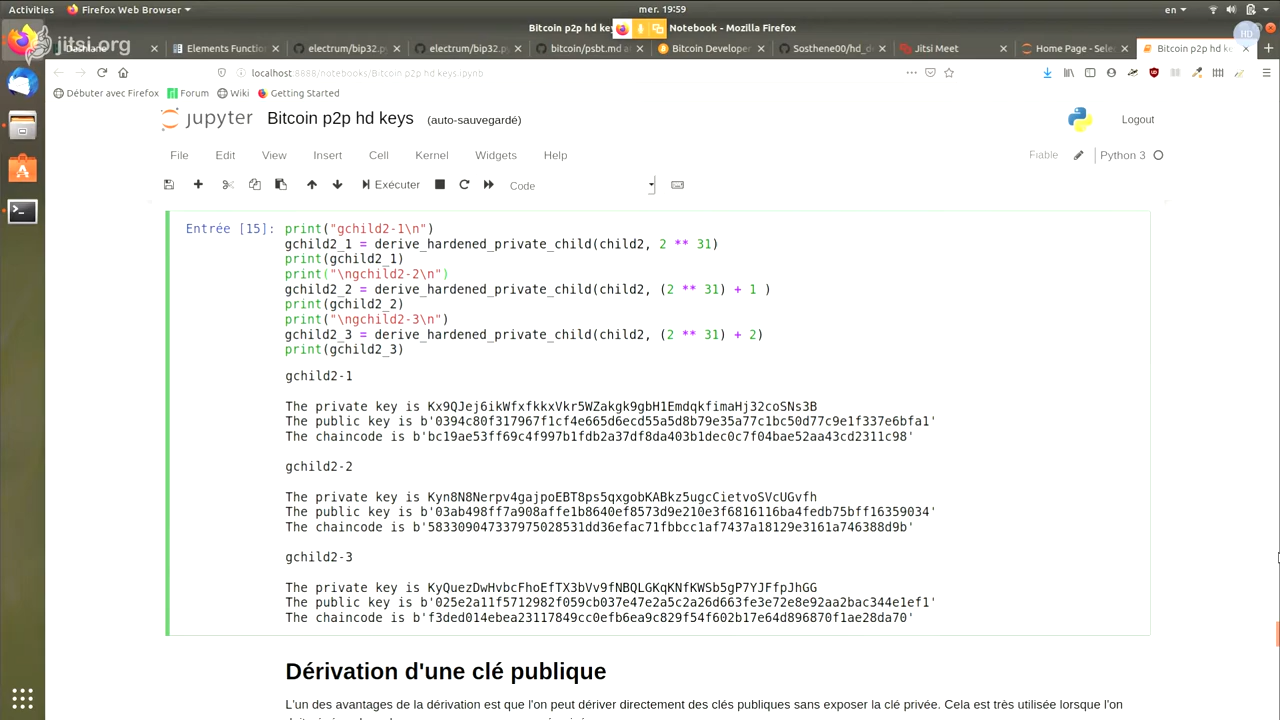 Activities Firefox Web Browser mer. 19:59 en
Bitcoin p2p hd ke Notebook - Mozilla Firefox
jitsi.org
Elements Functio electrum/bip32.p electrum/bip32.p bitcoin/psbt.md a Bitcoin Developer Sosthene00/hd_d Jitsi Meet Home Page - Sele Bitcoin p2p hd k HD
localhost:8888/notebooks/Bitcoin p2p hd keys.ipynb
Débuter avec Firefox Forum Wiki Getting Started
jupyter Bitcoin p2p hd keys (auto-sauvegardé) Logout
File Edit View Insert Cell Kernel Widgets Help Fiable Python 3
Exécuter Code
Entrée [15]: print("gchild2-1\n")
gchild2_1 = derive_hardened_private_child(child2, 2 ** 31)
print(gchild2_1)
print("\ngchild2-2\n")
gchild2_2 = derive_hardened_private_child(child2, (2 ** 31) + 1 )
print(gchild2_2)
print("\ngchild2-3\n")
gchild2_3 = derive_hardened_private_child(child2, (2 ** 31) + 2)
print(gchild2_3)
gchild2-1
The private key is Kx9QJej6ikWfxfkkxVkr5WZakgk9gbH1EmdqkfimaHj32coSNs3B
The public key is b'0394c80f317967f1cf4e665d6ecd55a5d8b79e35a77c1bc50d77c9e1f337e6bfa1'
The chaincode is b'bc19ae53ff69c4f997b1fdb2a37df8da403b1dec0c7f04bae52aa43cd2311c98'
gchild2-2
The private key is Kyn8N8Nerpv4gajpoEBT8ps5qxgobKABkz5ugcCietvoSVcUGvfh
The public key is b'03ab498ff7a908affe1b8640ef8573d9e210e3f6816116ba4fedb75bff16359034'
The chaincode is b'583309047337975028531dd36efac71fbbcc1af7437a18129e3161a746388d9b'
gchild2-3
The private key is KyQuezDwHvbcFhoEfTX3bVv9fNBQLGKqKNfKWSb5gP7YJFfpJhGG
The public key is b'025e2a11f5712982f059cb037e47e2a5c2a26d663fe3e72e8e92aa2bac344e1ef1'
The chaincode is b'f3ded014ebea23117849cc0efb6ea9c829f54f602b17e64d896870f1ae28da70'
Dérivation d'une clé publique
L'un des avantages de la dérivation est que l'on peut dériver directement des clés publiques sans exposer la clé privée. Cela est très utilisée lorsque l'on